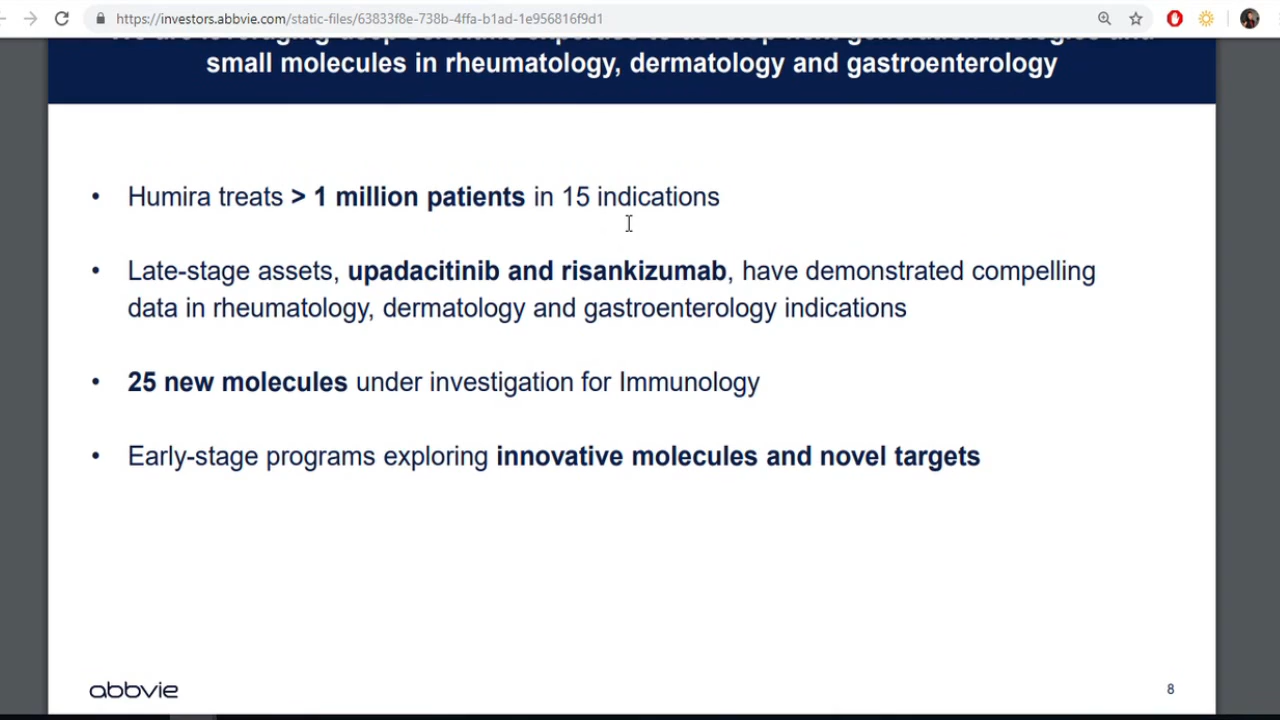 https://investors.abbvie.com/static-files/63833f8e-738b-4ffa-b1ad-1e956816f9d1
small molecules in rheumatology, dermatology and gastroenterology
• Humira treats > 1 million patients in 15 indications
• Late-stage assets, upadacitinib and risankizumab, have demonstrated compelling
data in rheumatology, dermatology and gastroenterology indications
• 25 new molecules under investigation for Immunology
• Early-stage programs exploring innovative molecules and novel targets
abbvie
8